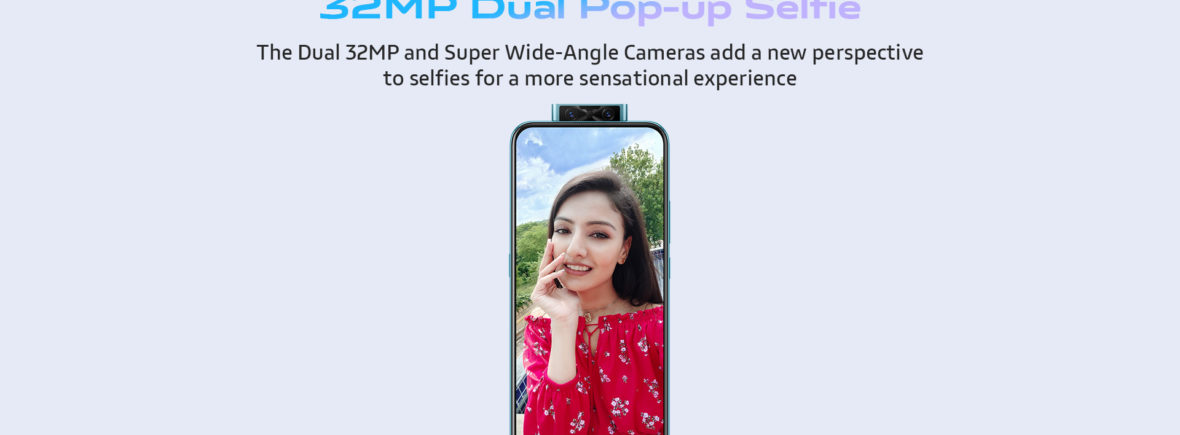 32MP Dual Pop-up Selfie
The Dual 32MP and Super Wide-Angle Cameras add a new perspective
to selfies for a more sensational experience